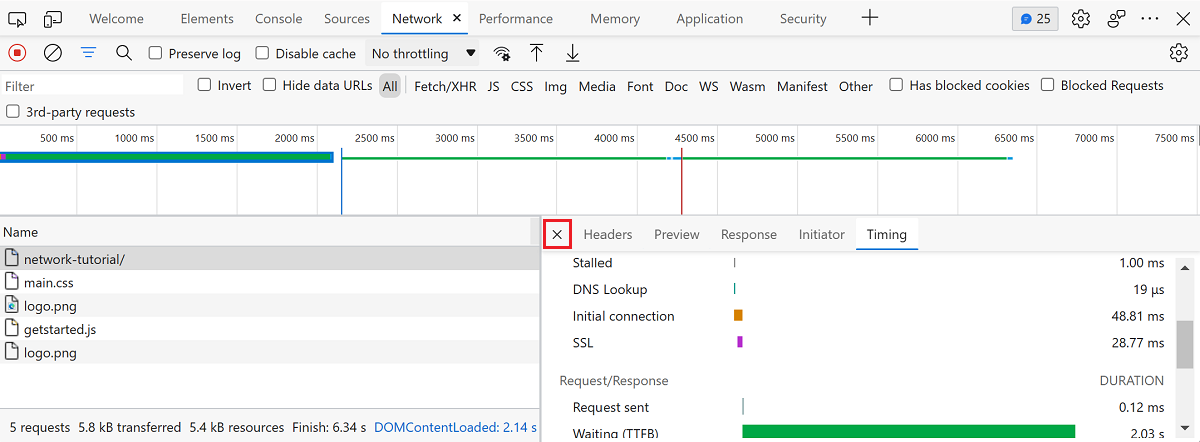 Welcome Elements Console Sources Network Performance Memory Application Security 25
Preserve log Disable cache No throttling
Filter Invert Hide data URLs All Fetch/XHR JS CSS Img Media Font Doc WS Wasm Manifest Other Has blocked cookies Blocked Requests
3rd-party requests
500 ms 1000 ms 1500 ms 2000 ms 2500 ms 3000 ms 3500 ms 4000 ms 4500 ms 5000 ms 5500 ms 6000 ms 6500 ms 7000 ms 7500 ms
Name
network-tutorial/
main.css
logo.png
getstarted.js
logo.png
5 requests 5.8 kB transferred 5.4 kB resources Finish: 6.34 s DOMContentLoaded: 2.14 s
Headers Preview Response Initiator Timing
Stalled 1.00 ms
DNS Lookup 19 µs
Initial connection 48.81 ms
SSL 28.77 ms
Request/Response DURATION
Request sent 0.12 ms
Waiting (TTFB) 2.03 s